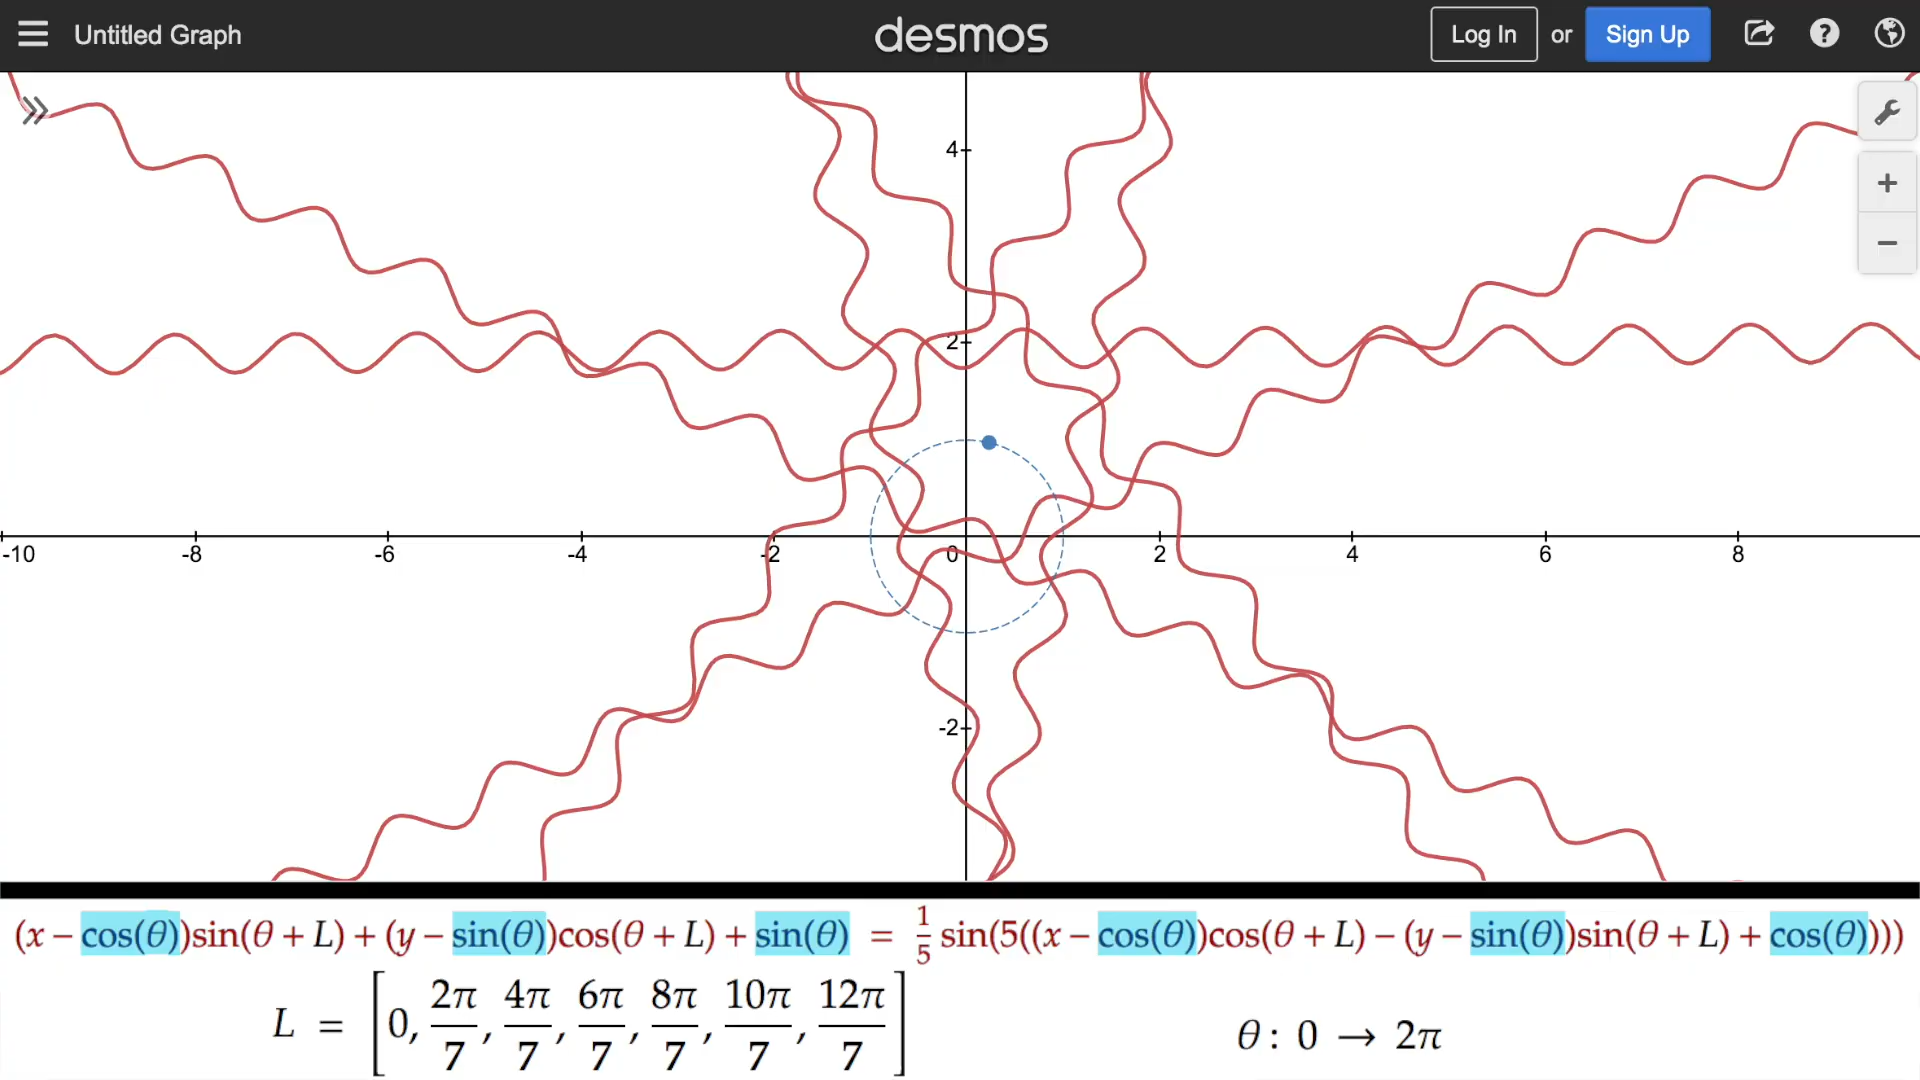 Untitled Graph desmos Log In or Sign Up
4
2
-10 -8 -6 -4 -2 0 2 4 6 8
-2
(x − cos(θ))sin(θ + L) + (y − sin(θ))cos(θ + L) + sin(θ) = 1/5 sin(5((x − cos(θ))cos(θ + L) − (y − sin(θ))sin(θ + L) + cos(θ)))
L = [0, 2π/7, 4π/7, 6π/7, 8π/7, 10π/7, 12π/7] θ: 0 → 2π